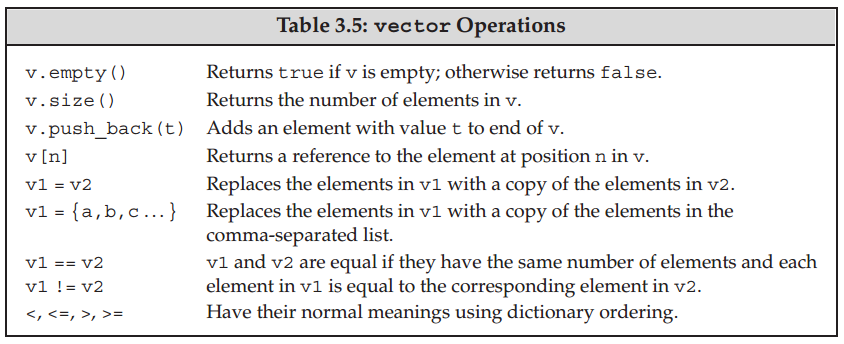 Table 3.5: vector Operations
v.empty() Returns true if v is empty; otherwise returns false.
v.size() Returns the number of elements in v.
v.push_back(t) Adds an element with value t to end of v.
v[n] Returns a reference to the element at position n in v.
v1 = v2 Replaces the elements in v1 with a copy of the elements in v2.
v1 = {a,b,c...} Replaces the elements in v1 with a copy of the elements in the
comma-separated list.
v1 == v2 v1 and v2 are equal if they have the same number of elements and each
v1 != v2 element in v1 is equal to the corresponding element in v2.
<, <=, >, >= Have their normal meanings using dictionary ordering.